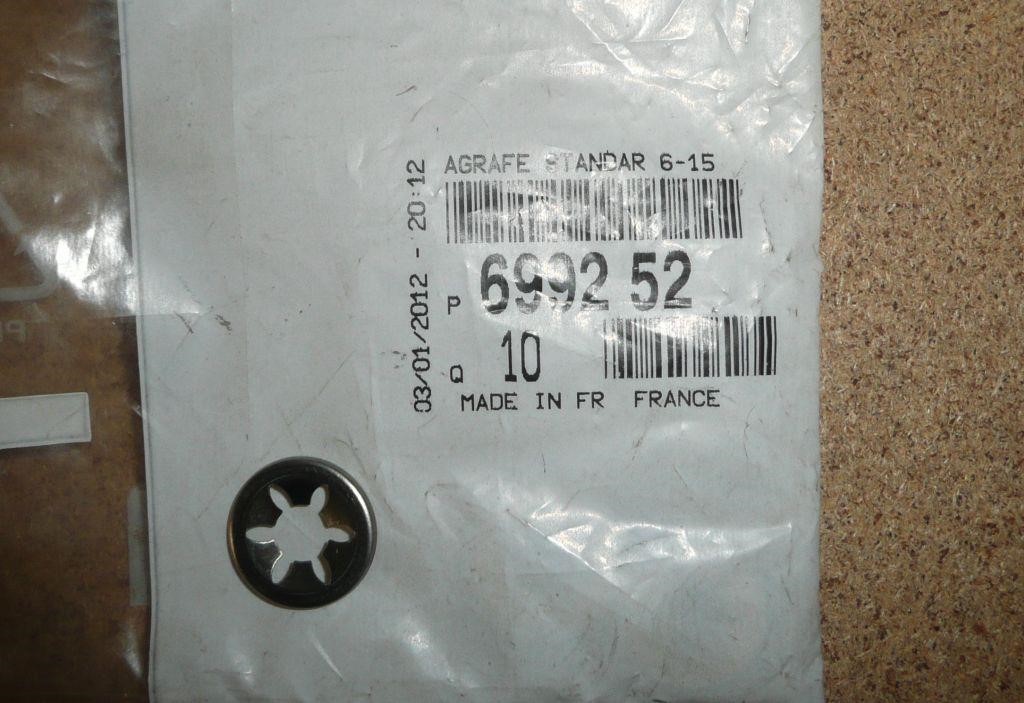 AGRAFE STANDAR 6-15
P 6992 52
Q 10
MADE IN FR FRANCE
03/01/2012 - 20:12